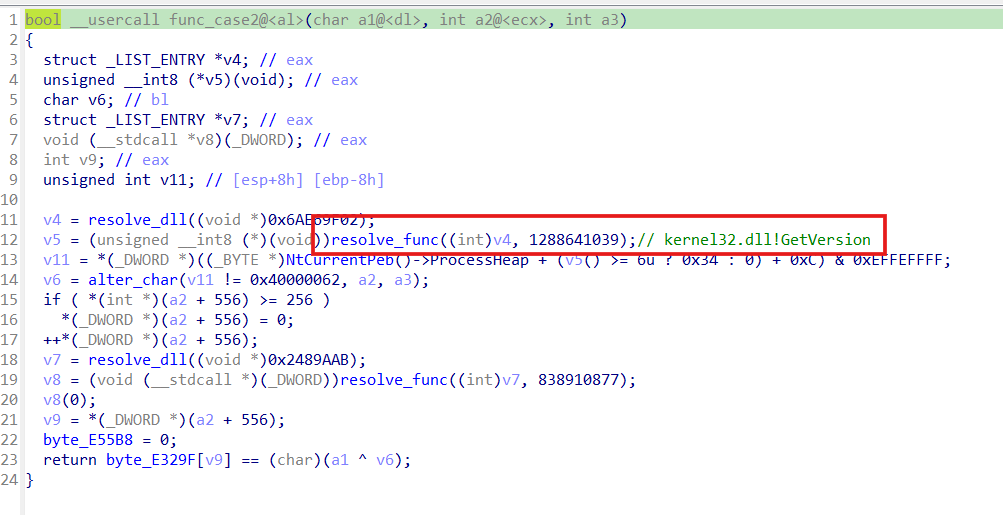 1 bool __usercall func_case2@<al>(char a1@<dl>, int a2@<ecx>, int a3)
2 {
3 struct _LIST_ENTRY *v4; // eax
4 unsigned __int8 (*v5)(void); // eax
5 char v6; // bl
6 struct _LIST_ENTRY *v7; // eax
7 void (__stdcall *v8)(_DWORD); // eax
8 int v9; // eax
9 unsigned int v11; // [esp+8h] [ebp-8h]
10
11 v4 = resolve_dll((void *)0x6AE69F02);
12 v5 = (unsigned __int8 (*)(void))resolve_func((int)v4, 1288641039);// kernel32.dll!GetVersion
13 v11 = *(_DWORD *)((_BYTE *)NtCurrentPeb()->ProcessHeap + (v5() >= 6u ? 0x34 : 0) + 0xC) & 0xEFFEFFFF;
14 v6 = alter_char(v11 != 0x40000062, a2, a3);
15 if ( *(int *)(a2 + 556) >= 256 )
16 *(_DWORD *)(a2 + 556) = 0;
17 ++*(_DWORD *)(a2 + 556);
18 v7 = resolve_dll((void *)0x2489AAB);
19 v8 = (void (__stdcall *)(_DWORD))resolve_func((int)v7, 838910877);
20 v8(0);
21 v9 = *(_DWORD *)(a2 + 556);
22 byte_E55B8 = 0;
23 return byte_E329F[v9] == (char)(a1 ^ v6);
24 }